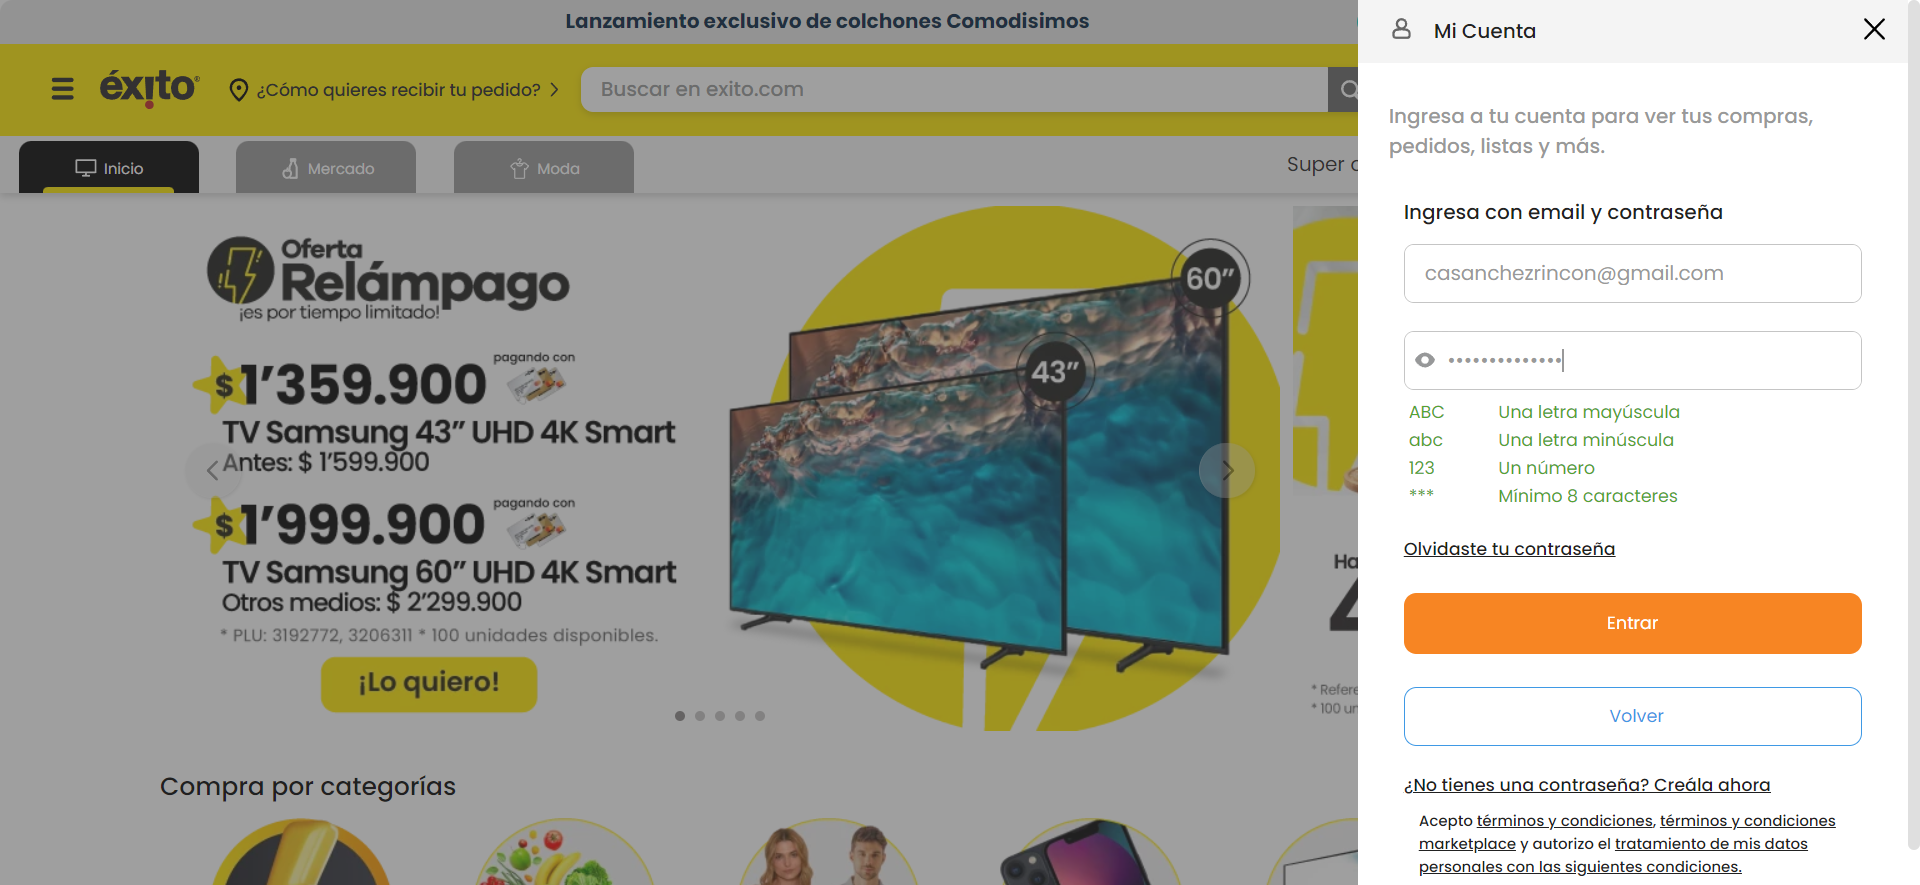 Lanzamiento exclusivo de colchones Comodisimos
éxito
¿Cómo quieres recibir tu pedido?
Buscar en exito.com
Inicio
Mercado
Moda
Super
Oferta
Relámpago
¡es por tiempo limitado!
$1'359.900
pagando con
TV Samsung 43" UHD 4K Smart
Antes: $ 1'599.900
$1'999.900
pagando con
TV Samsung 60" UHD 4K Smart
Otros medios: $ 2'299.900
* PLU: 3192772, 3206311 * 100 unidades disponibles.
¡Lo quiero!
60"
43"
Compra por categorías
Mi Cuenta
Ingresa a tu cuenta para ver tus compras,
pedidos, listas y más.
Ingresa con email y contraseña
casanchezrincon@gmail.com
••••••••••••••
ABC Una letra mayúscula
abc Una letra minúscula
123 Un número
*** Mínimo 8 caracteres
Olvidaste tu contraseña
Entrar
Volver
¿No tienes una contraseña? Creála ahora
Acepto términos y condiciones, términos y condiciones
marketplace y autorizo el tratamiento de mis datos
personales con las siguientes condiciones.